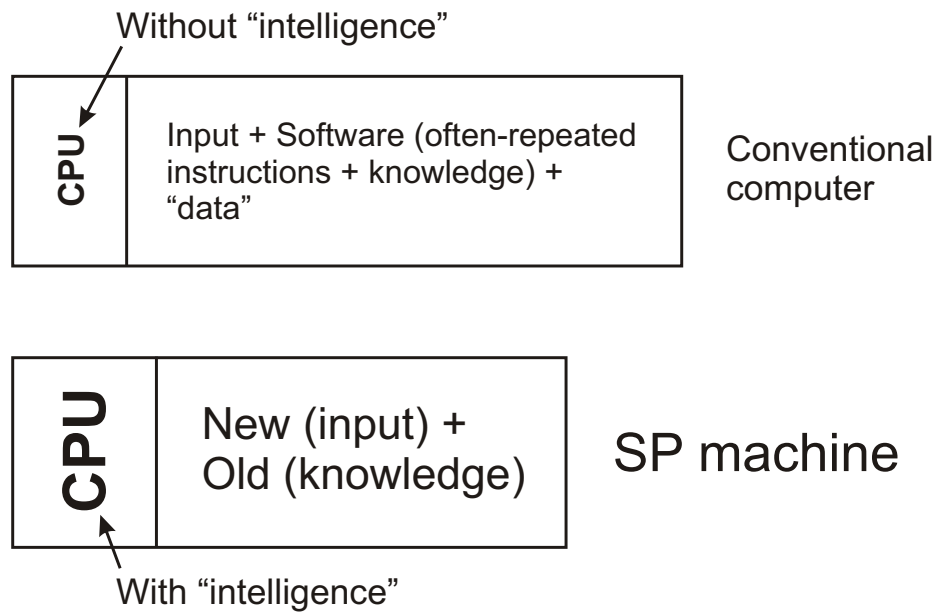 Without “intelligence”
CPU
Input + Software (often-repeated
instructions + knowledge) +
“data”
Conventional
computer
CPU
New (input) +
Old (knowledge)
SP machine
With “intelligence”